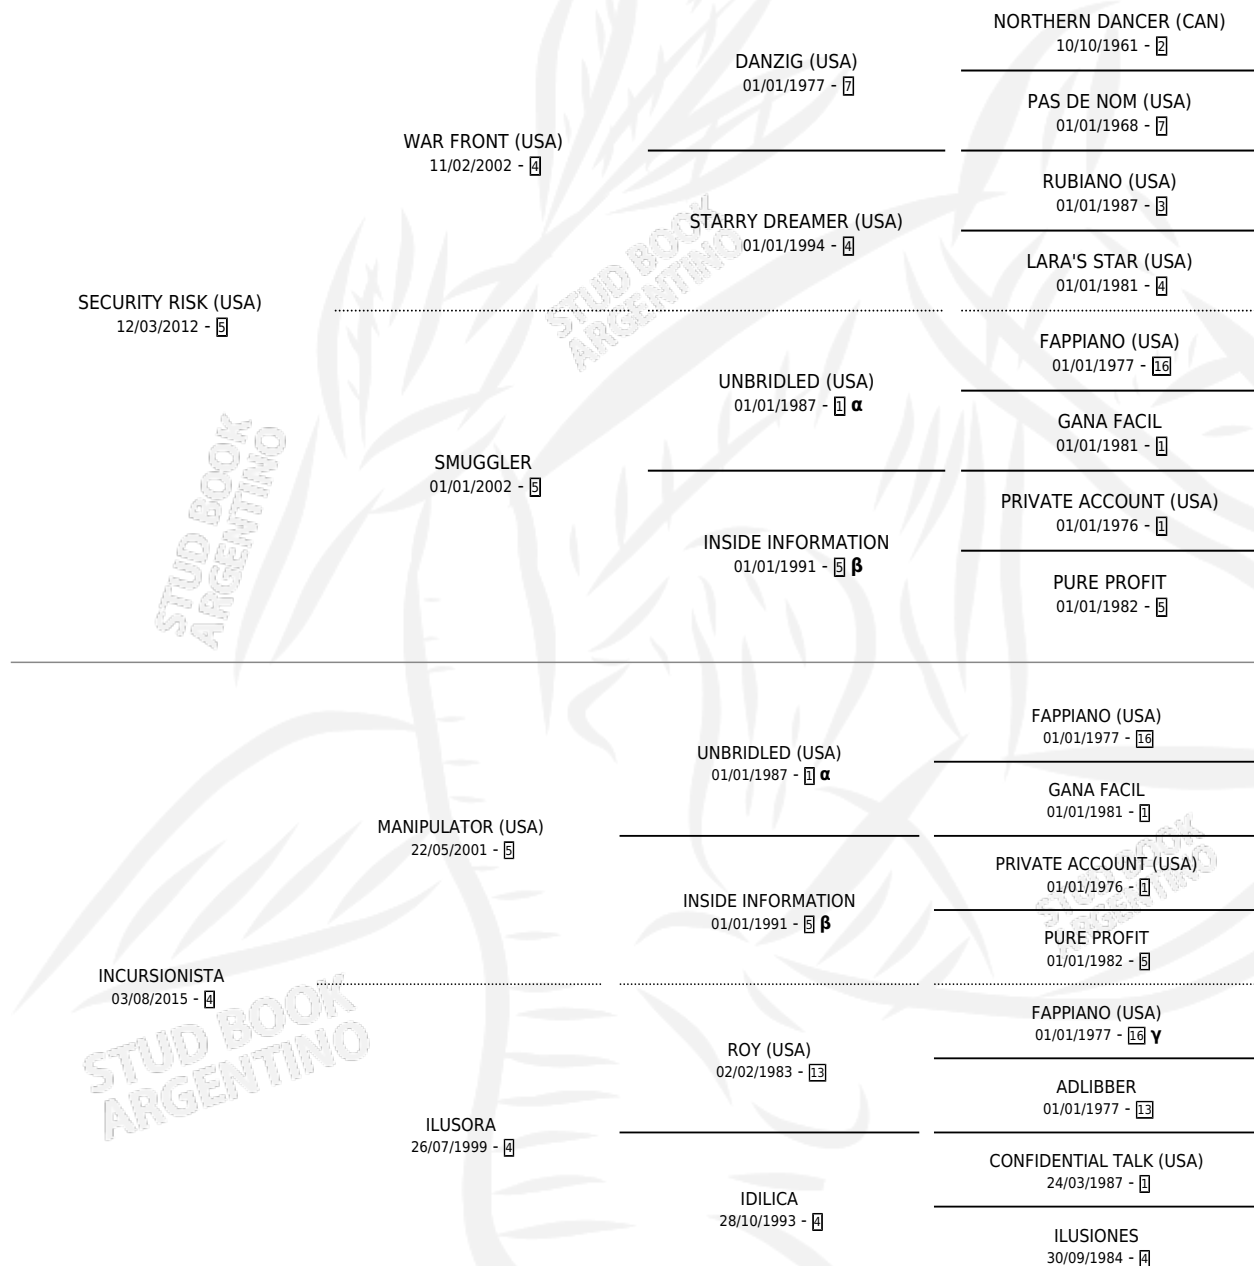 NORTHERN DANCER (CAN)
10/10/1961 - 2
DANZIG (USA)
01/01/1977 - 7
PAS DE NOM (USA)
01/01/1968 - 7
WAR FRONT (USA)
11/02/2002 - 4
RUBIANO (USA)
01/01/1987 - 3
STARRY DREAMER (USA)
01/01/1994 - 4
LARA'S STAR (USA)
01/01/1981 - 4
SECURITY RISK (USA)
12/03/2012 - 5
FAPPIANO (USA)
01/01/1977 - 16
UNBRIDLED (USA)
01/01/1987 - 1 α
GANA FACIL
01/01/1981 - 1
SMUGGLER
01/01/2002 - 5
PRIVATE ACCOUNT (USA)
01/01/1976 - 1
INSIDE INFORMATION
01/01/1991 - 5 β
PURE PROFIT
01/01/1982 - 5
FAPPIANO (USA)
01/01/1977 - 16
UNBRIDLED (USA)
01/01/1987 - 1 α
GANA FACIL
01/01/1981 - 1
MANIPULATOR (USA)
22/05/2001 - 5
PRIVATE ACCOUNT (USA)
01/01/1976 - 1
INSIDE INFORMATION
01/01/1991 - 5 β
PURE PROFIT
01/01/1982 - 5
INCURSIONISTA
03/08/2015 - 4
FAPPIANO (USA)
01/01/1977 - 16 γ
ROY (USA)
02/02/1983 - 13
ADLIBBER
01/01/1977 - 13
ILUSORA
26/07/1999 - 4
CONFIDENTIAL TALK (USA)
24/03/1987 - 1
IDILICA
28/10/1993 - 4
ILUSIONES
30/09/1984 - 4
STUD BOOK
ARGENTINO
STUD BOOK
ARGENTINO
STUD BOOK
ARGENTINO
STUD BOOK
ARGENTINO